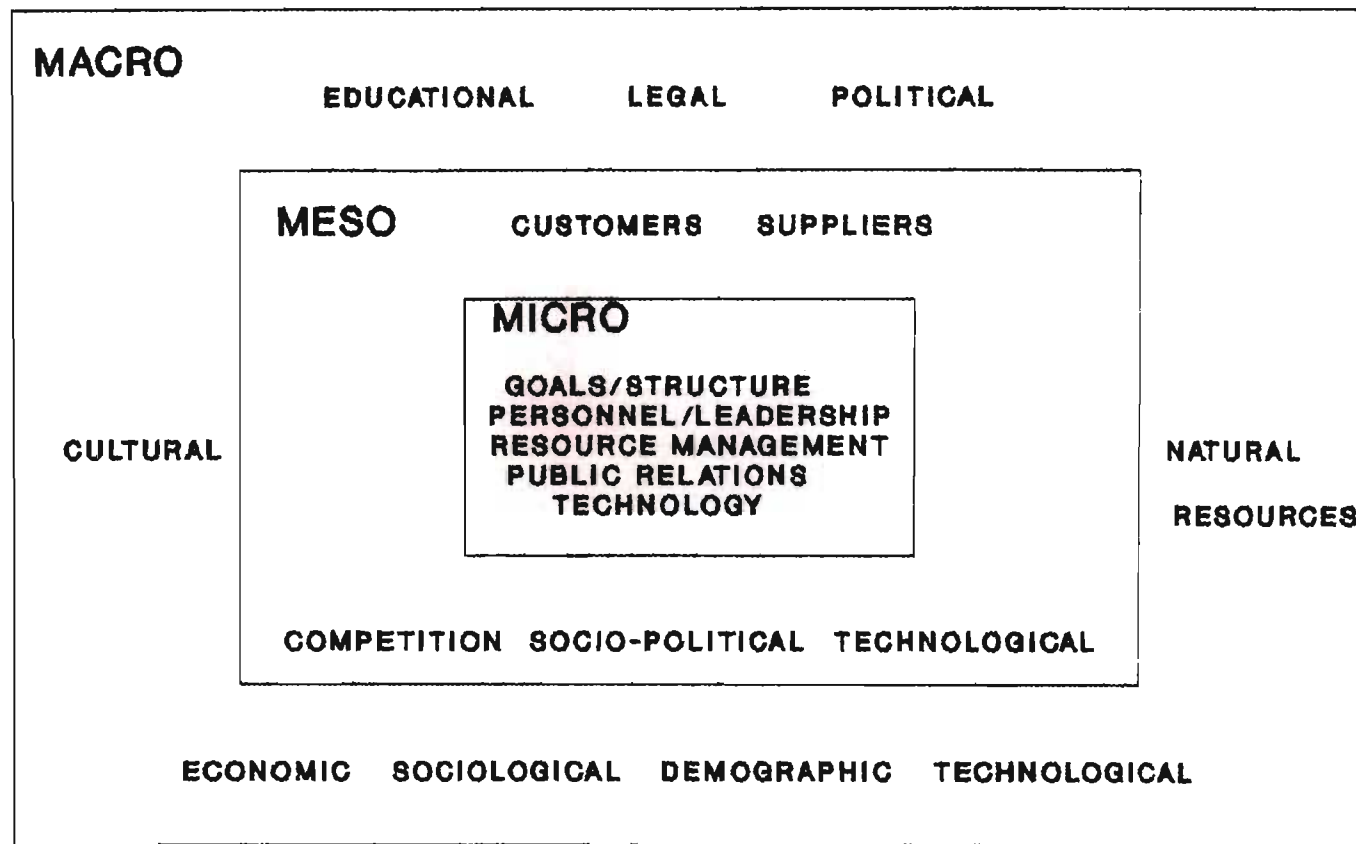 MACRO
EDUCATIONAL LEGAL POLITICAL
MESO CUSTOMERS SUPPLIERS
MICRO
GOALS/STRUCTURE
PERSONNEL/LEADERSHIP
RESOURCE MANAGEMENT
PUBLIC RELATIONS
TECHNOLOGY
CULTURAL
NATURAL
RESOURCES
COMPETITION SOCIO-POLITICAL TECHNOLOGICAL
ECONOMIC SOCIOLOGICAL DEMOGRAPHIC TECHNOLOGICAL